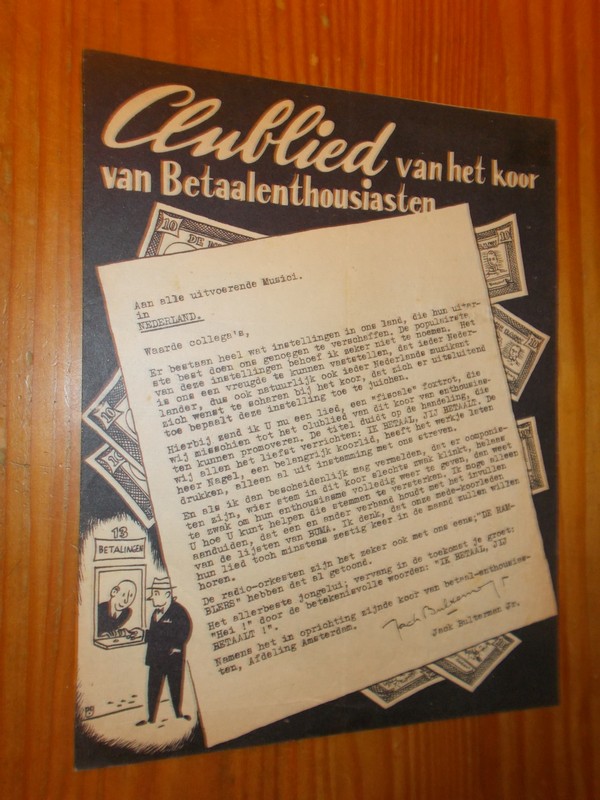 Clublied van het koor
van Betaalenthousiasten
10
DE
Aan alle uitvoerende Musici.
in
NEDERLAND.
Waarde collega's,
Er bestaan heel wat instellingen in ons land, die hun uiter-
ste best doen ons genoegen te verschaffen. De populairste
van deze instellingen behoef ik zeker niet te noemen. Het
is ons een vreugde te kunnen vaststellen, dat ieder Neder-
lander, dus ook natuurlijk ook ieder Nederlands muzikant
zich wenst te scharen bij het koor, dat zich er uitsluitend
toe bepaalt deze instelling toe te juichen.
Hierbij zend ik U nu een lied, een "fiscale" foxtrot, die
wij misschien tot het clublied van dit koor van enthousias-
ten kunnen promoveren. De titel duidt op de handeling, die
wij allen het liefst verrichten: IK BETAAL, JIJ BETAALT. De
heer Nagel, een belangrijk koorlid, heeft het werkje laten
drukken, alleen al uit instemming met ons streven.
En als ik dan bescheidenlijk mag vermelden, dat er componis-
ten zijn, wier stem in dit koor slechts zwak klinkt, helaas
te zwak om hun enthousiasme volledig weer te geven, dan weet
U hoe U kunt helpen die stemmen te versterken. Ik moge alleen
aanduiden, dat een en ander verband houdt met het invullen
van de lijsten van BUMA. Ik denk, dat onze mede-koorleden
hun lied toch minstens zestig keer in de maand zullen willen
horen.
De radio-orkesten zijn het zeker ook met ons eens; "DE RAM-
BLERS" hebben dat al getoond.
Het allerbeste jongelui; vervang in de toekomst je groet:
"Hei !" door de betekenisvolle woorden: "IK BETAAL, JIJ
BETAALT !".
Namens het in oprichting zijnde koor van betaal-enthousias-
ten, Afdeling Amsterdam.
Jack Bulterman Jr.
13
BETALINGEN